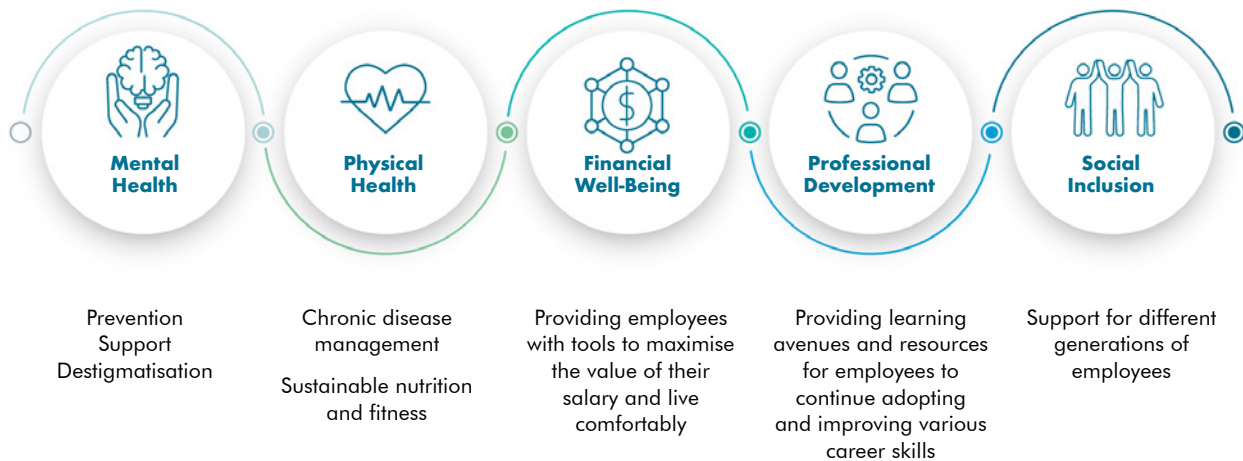 Mental
Health
Physical
Health
$
Financial
Well-Being
Professional
Development
Social
Inclusion
Prevention
Support
Destigmatisation
Chronic disease
management
Sustainable nutrition
and fitness
Providing employees
with tools to maximise
the value of their
salary and live
comfortably
Providing learning
avenues and resources
for employees to
continue adopting
and improving various
career skills
Support for different
generations of
employees